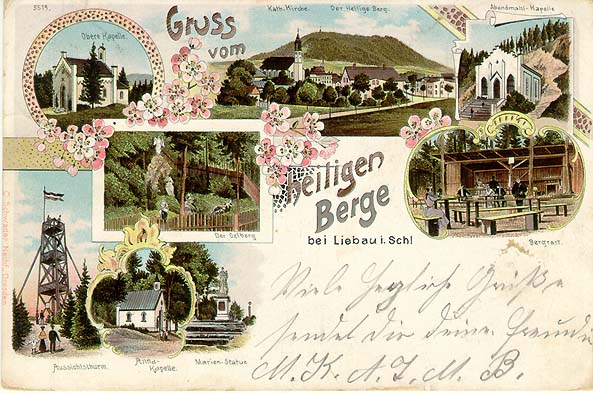 5519.
Gruss
vom
Heiligen
Berge
bei Liebau i. Schl
Obere Kapelle.
Kath. Kirche. Der Heilige Berg.
Abendmahl-Kapelle
Der Oelberg
Bergrast.
Aussichtsthurm.
Anna-
Kapelle.
Marien-Statue
Viele herzliche Grüße
sendet dir deine Freundin
M. K. A. J. M. B.